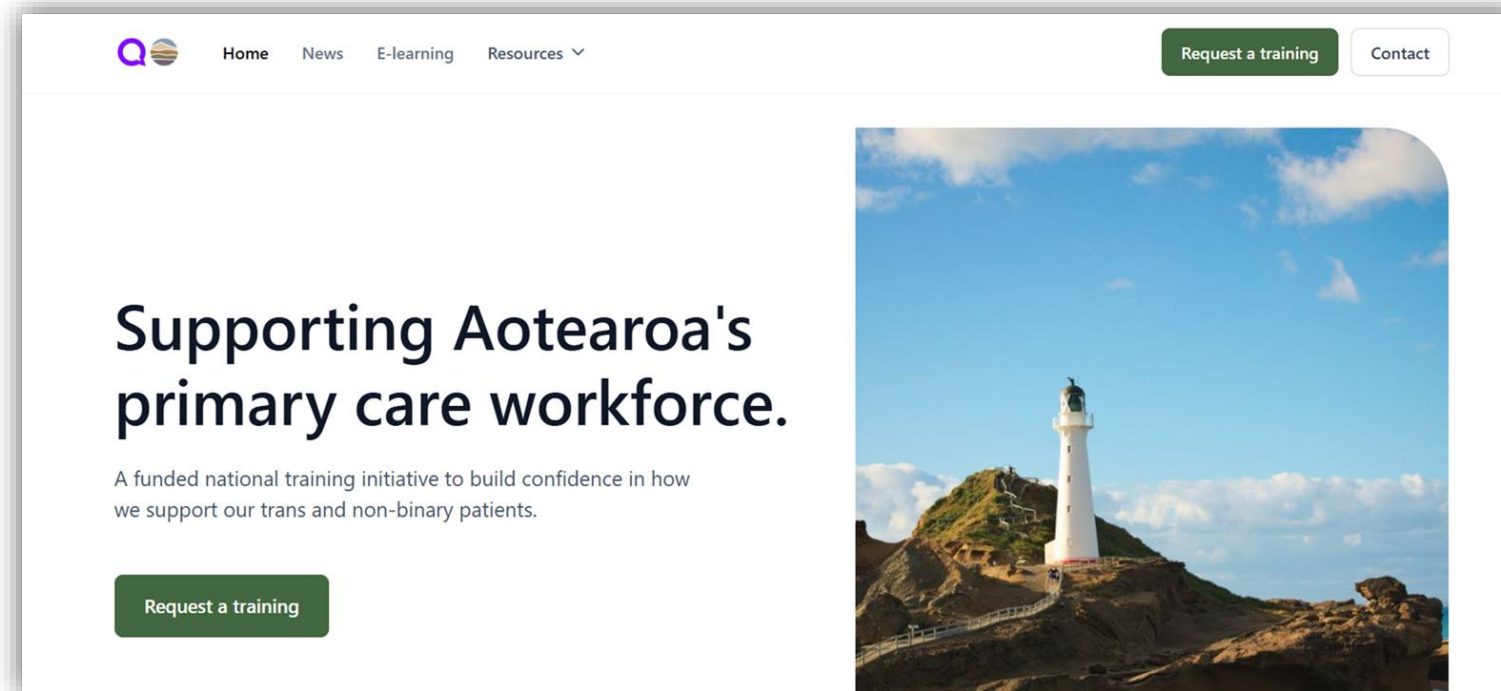 Home News E-learning Resources Request a training Contact
Supporting Aotearoa's
primary care workforce.
A funded national training initiative to build confidence in how
we support our trans and non-binary patients.
Request a training